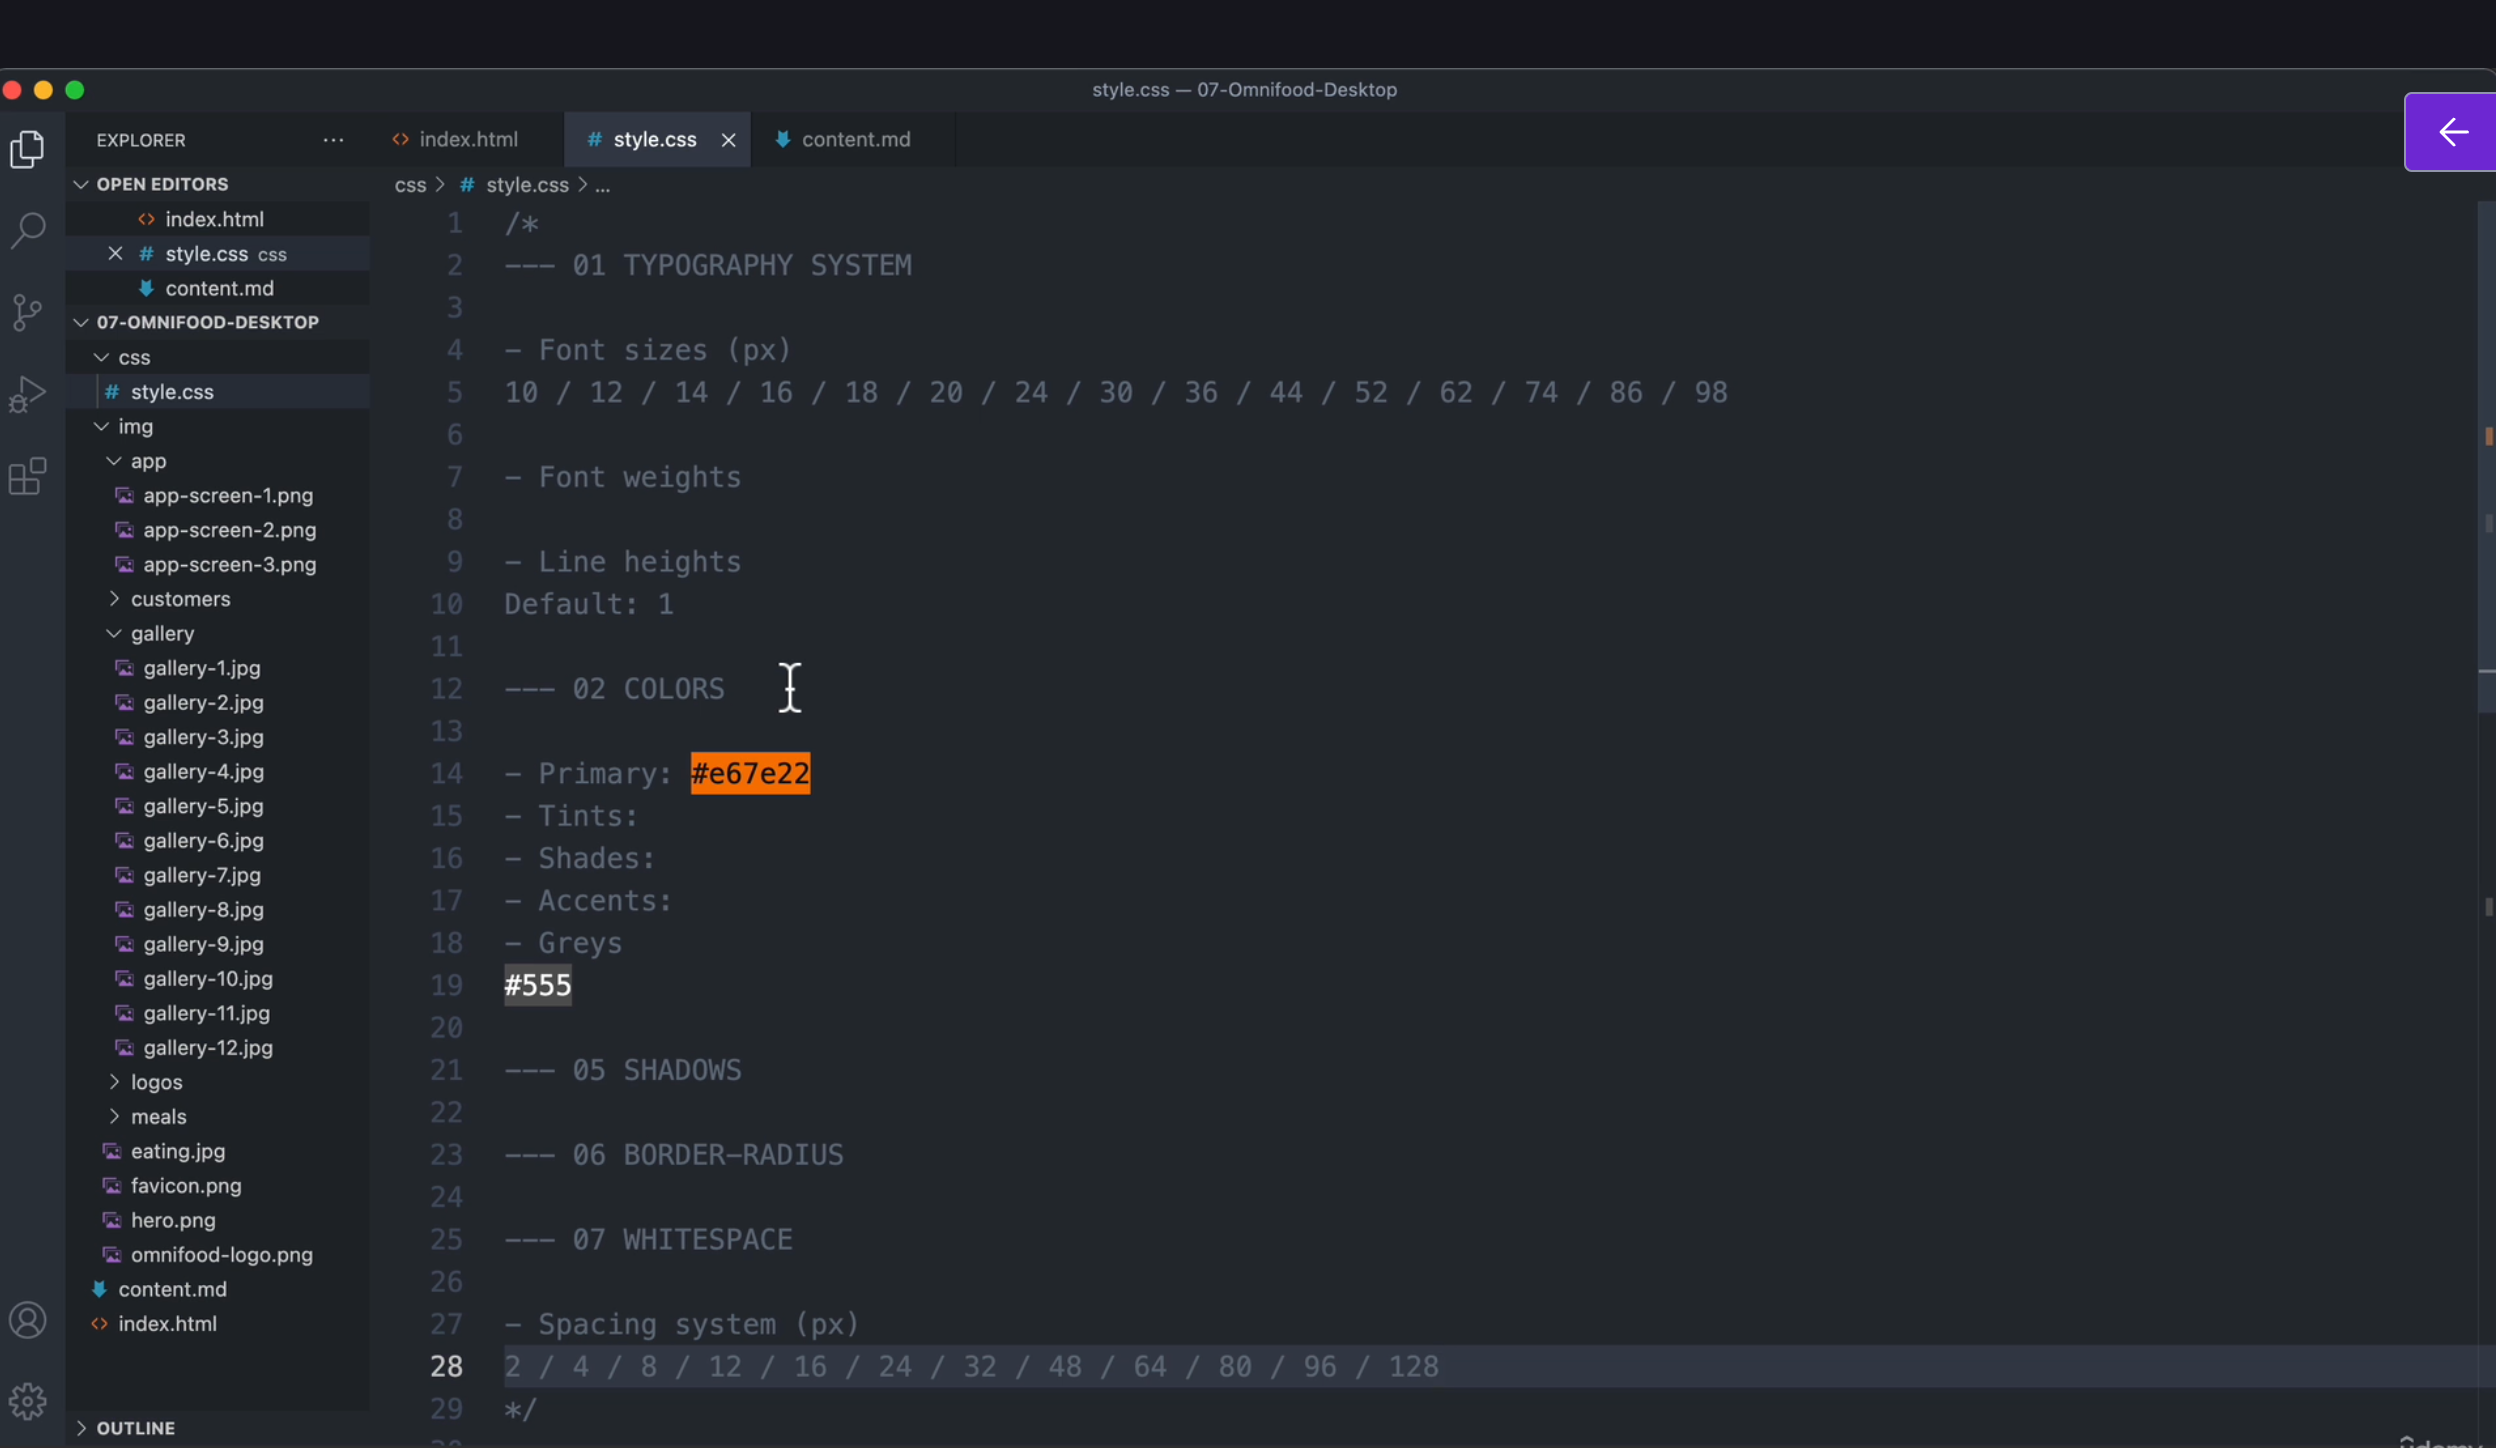 style.css — 07-Omnifood-Desktop
EXPLORER
index.html
style.css
content.md
OPEN EDITORS
index.html
style.css css
content.md
07-OMNIFOOD-DESKTOP
css
style.css
img
app
app-screen-1.png
app-screen-2.png
app-screen-3.png
customers
gallery
gallery-1.jpg
gallery-2.jpg
gallery-3.jpg
gallery-4.jpg
gallery-5.jpg
gallery-6.jpg
gallery-7.jpg
gallery-8.jpg
gallery-9.jpg
gallery-10.jpg
gallery-11.jpg
gallery-12.jpg
logos
meals
eating.jpg
favicon.png
hero.png
omnifood-logo.png
content.md
index.html
OUTLINE
css > # style.css > ...
1 /*
2 --- 01 TYPOGRAPHY SYSTEM
3
4 - Font sizes (px)
5 10 / 12 / 14 / 16 / 18 / 20 / 24 / 30 / 36 / 44 / 52 / 62 / 74 / 86 / 98
6
7 - Font weights
8
9 - Line heights
10 Default: 1
11
12 --- 02 COLORS
13
14 - Primary: #e67e22
15 - Tints:
16 - Shades:
17 - Accents:
18 - Greys
19 #555
20
21 --- 05 SHADOWS
22
23 --- 06 BORDER-RADIUS
24
25 --- 07 WHITESPACE
26
27 - Spacing system (px)
28 2 / 4 / 8 / 12 / 16 / 24 / 32 / 48 / 64 / 80 / 96 / 128
29 */